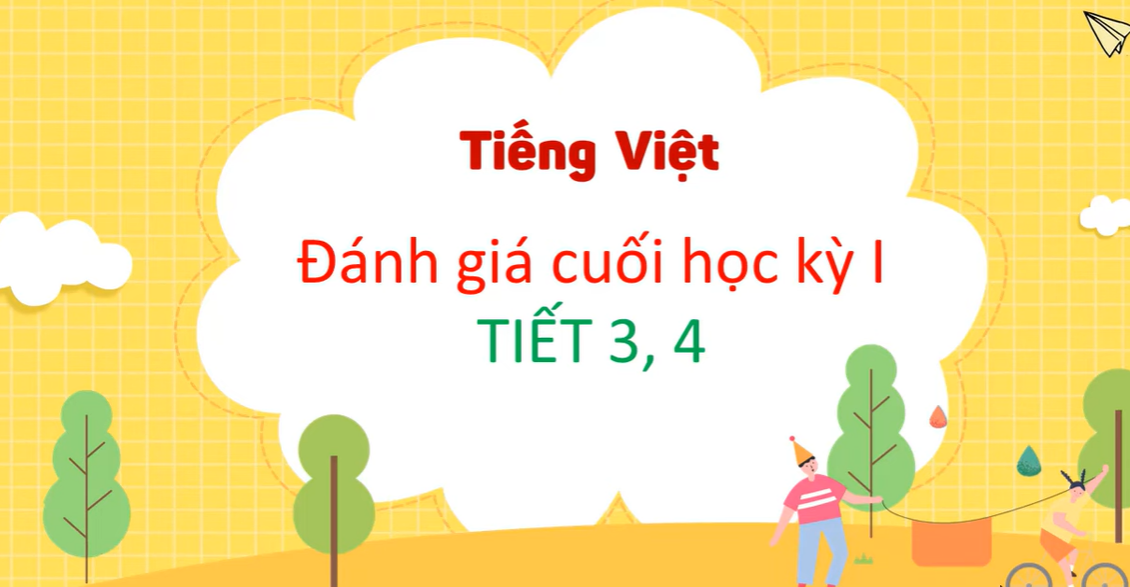 Tiếng Việt
Đánh giá cuối học kỳ I
TIẾT 3, 4